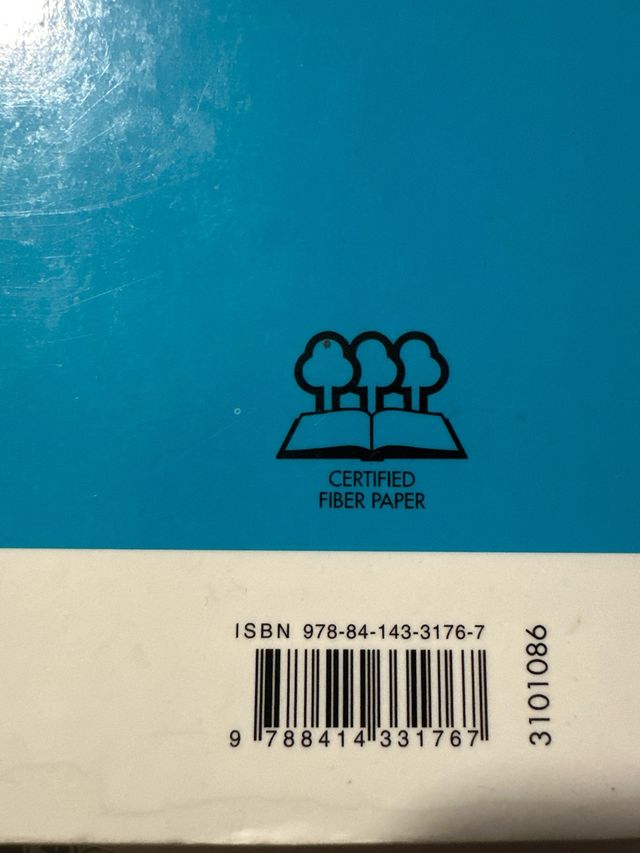 CERTIFIED
FIBER PAPER
ISBN 978-84-143-3176-7
9 788414 331767
3101086